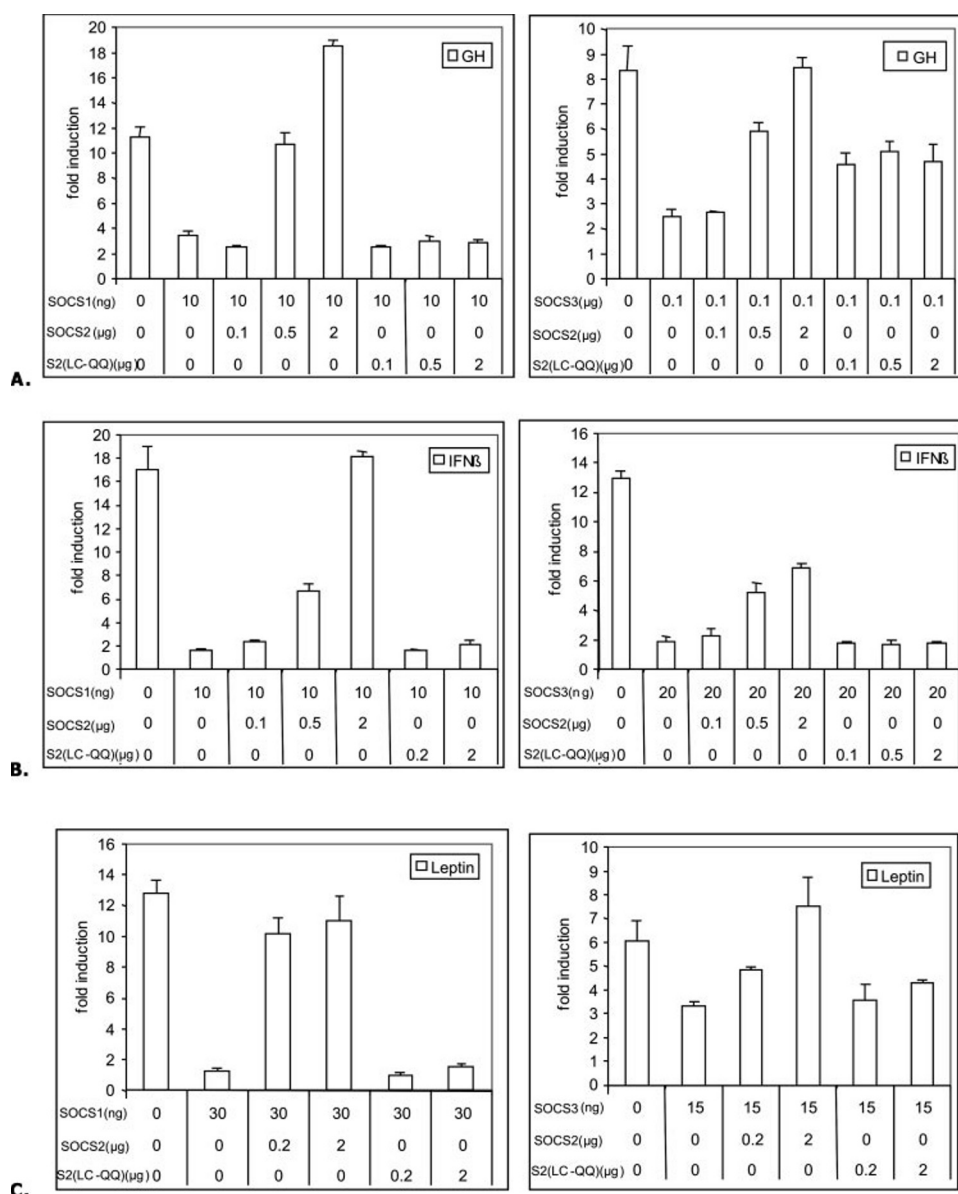 20
18
16
14
12
10
8
6
4
2
0
fold induction
GH
SOCS1(ng) 0 10 10 10 10 10 10 10
SOCS2(µg) 0 0 0.1 0.5 2 0 0 0
S2(LC-QQ)(µg) 0 0 0 0 0 0.1 0.5 2
10
9
8
7
6
5
4
3
2
1
0
fold induction
GH
SOCS3(µg) 0 0.1 0.1 0.1 0.1 0.1 0.1 0.1
SOCS2(µg) 0 0 0.1 0.5 2 0 0 0
S2(LC-QQ)(µg) 0 0 0 0 0 0.1 0.5 2
A.
20
18
16
14
12
10
8
6
4
2
0
fold induction
IFNß
SOCS1(ng) 0 10 10 10 10 10 10
SOCS2(µg) 0 0 0.1 0.5 2 0 0
S2(LC-QQ)(µg) 0 0 0 0 0 0.2 2
16
14
12
10
8
6
4
2
0
fold induction
IFNß
SOCS3(ng) 0 20 20 20 20 20 20 20
SOCS2(µg) 0 0 0.1 0.5 2 0 0 0
S2(LC-QQ)(µg) 0 0 0 0 0 0.1 0.5 2
B.
16
14
12
10
8
6
4
2
0
fold induction
Leptin
SOCS1(ng) 0 30 30 30 30 30
SOCS2(µg) 0 0 0.2 2 0 0
S2(LC-QQ)(µg) 0 0 0 0 0.2 2
10
9
8
7
6
5
4
3
2
1
0
fold induction
Leptin
SOCS3(ng) 0 15 15 15 15 15
SOCS2(µg) 0 0 0.2 2 0 0
S2(LC-QQ)(µg) 0 0 0 0 0.2 2
C.